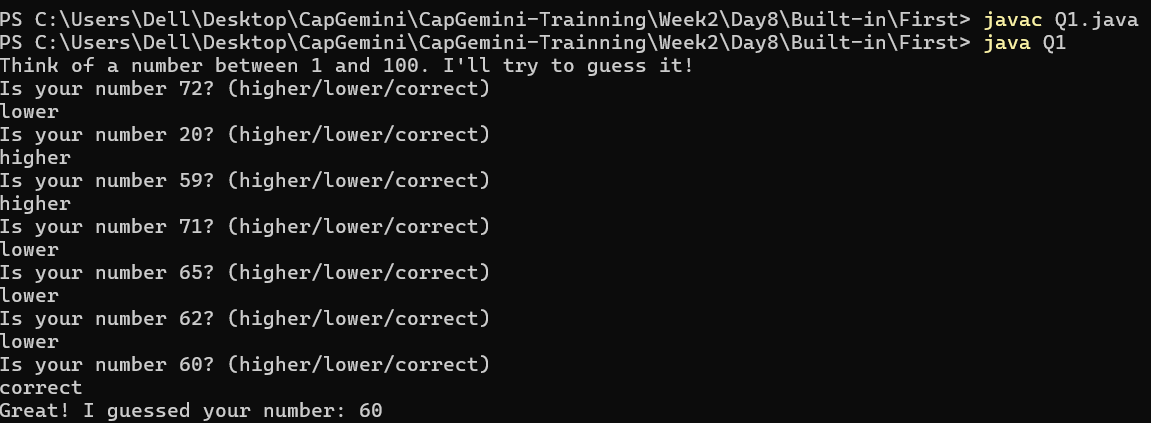 PS C:\Users\Dell\Desktop\CapGemini\CapGemini-Trainning\Week2\Day8\Built-in\First> javac Q1.java
PS C:\Users\Dell\Desktop\CapGemini\CapGemini-Trainning\Week2\Day8\Built-in\First> java Q1
Think of a number between 1 and 100. I'll try to guess it!
Is your number 72? (higher/lower/correct)
lower
Is your number 20? (higher/lower/correct)
higher
Is your number 59? (higher/lower/correct)
higher
Is your number 71? (higher/lower/correct)
lower
Is your number 65? (higher/lower/correct)
lower
Is your number 62? (higher/lower/correct)
lower
Is your number 60? (higher/lower/correct)
correct
Great! I guessed your number: 60